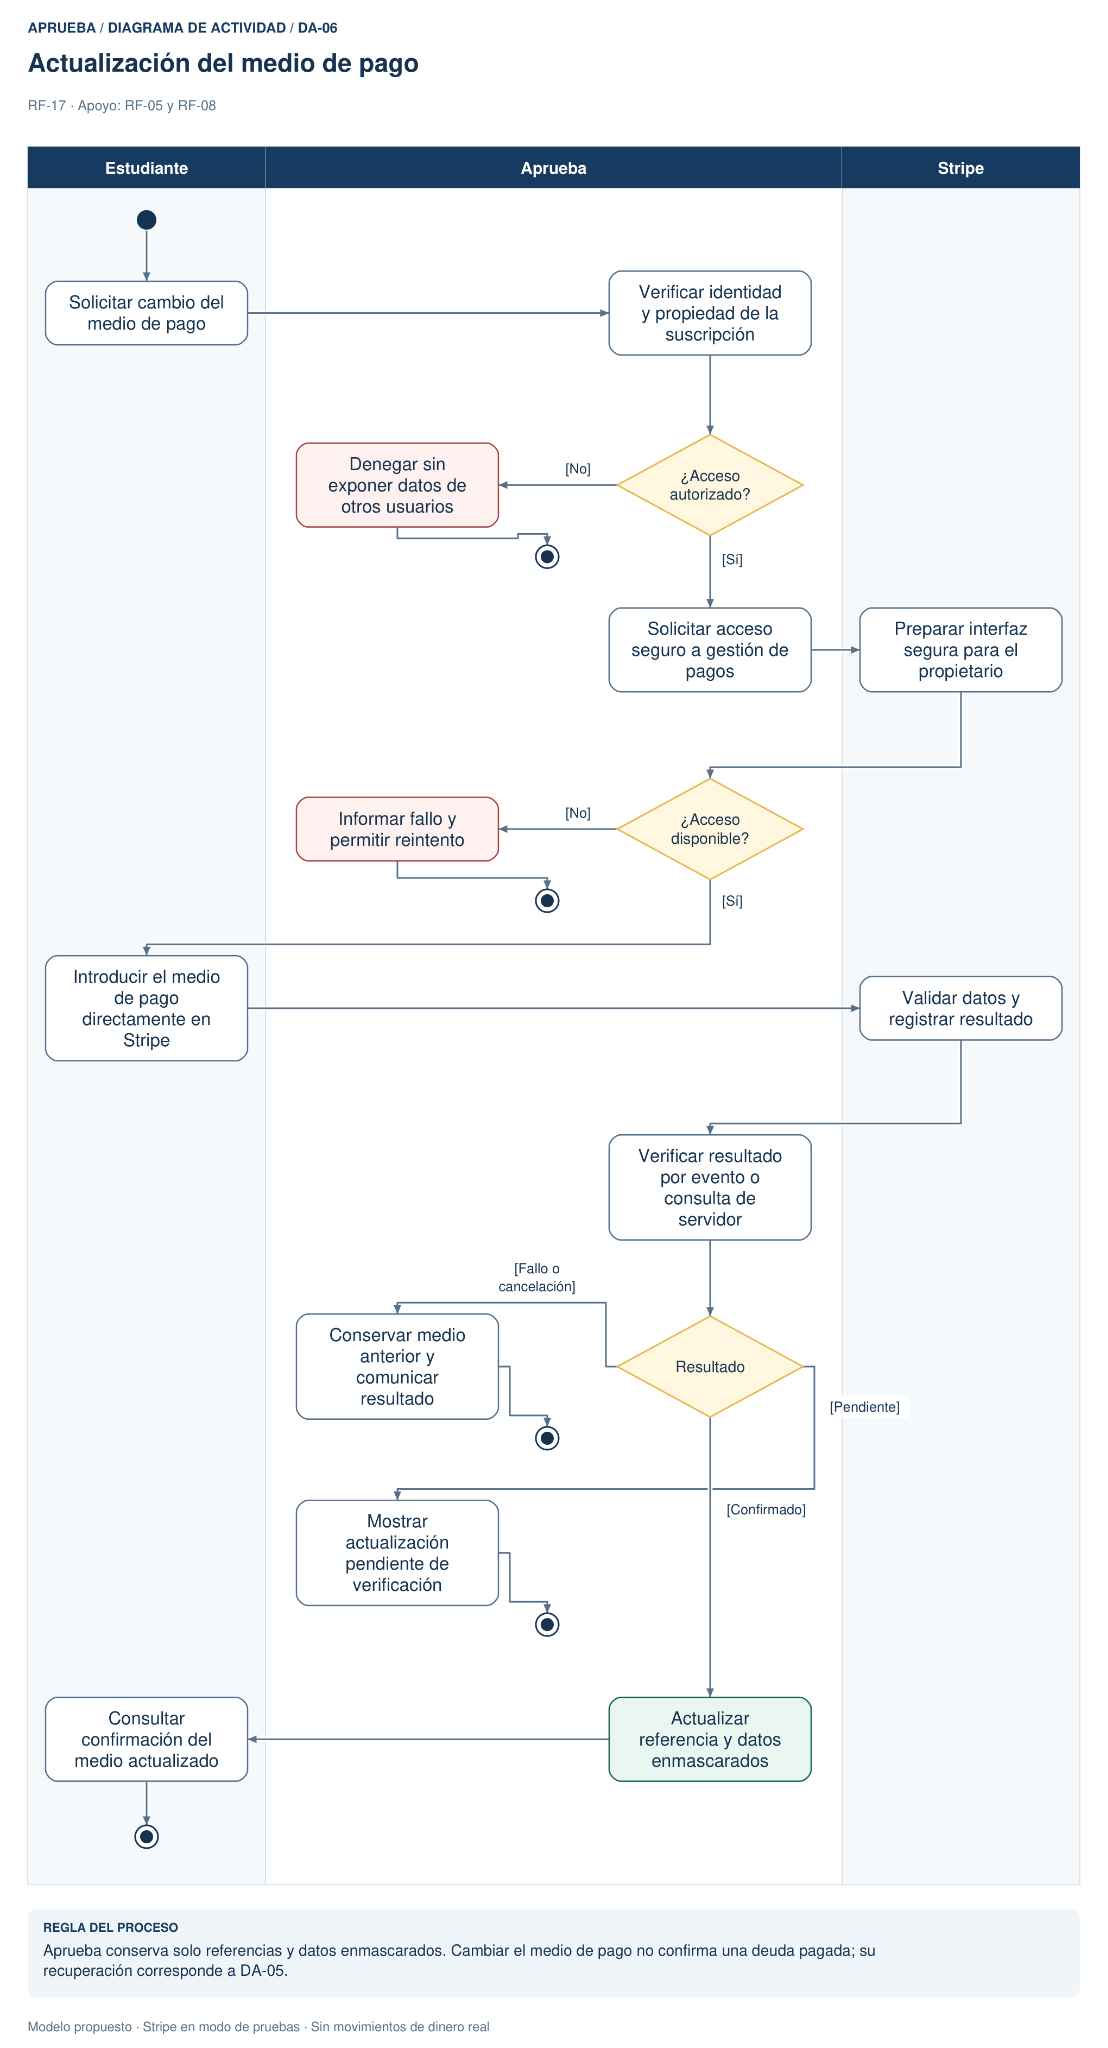 APRUEBA / DIAGRAMA DE ACTIVIDAD / DA-06
Actualización del medio de pago
RF-17 · Apoyo: RF-05 y RF-08
Estudiante
Aprueba
Stripe
Solicitar cambio del
medio de pago
Verificar identidad
y propiedad de la
suscripción
¿Acceso
autorizado?
[No]
Denegar sin
exponer datos de
otros usuarios
[Sí]
Solicitar acceso
seguro a gestión de
pagos
Preparar interfaz
segura para el
propietario
¿Acceso
disponible?
[No]
Informar fallo y
permitir reintento
[Sí]
Introducir el medio
de pago
directamente en
Stripe
Validar datos y
registrar resultado
Verificar resultado
por evento o
consulta de
servidor
[Fallo o
cancelación]
Resultado
Conservar medio
anterior y
comunicar
resultado
[Pendiente]
[Confirmado]
Mostrar
actualización
pendiente de
verificación
Actualizar
referencia y datos
enmascarados
Consultar
confirmación del
medio actualizado
REGLA DEL PROCESO
Aprueba conserva solo referencias y datos enmascarados. Cambiar el medio de pago no confirma una deuda pagada; su
recuperación corresponde a DA-05.
Modelo propuesto · Stripe en modo de pruebas · Sin movimientos de dinero real